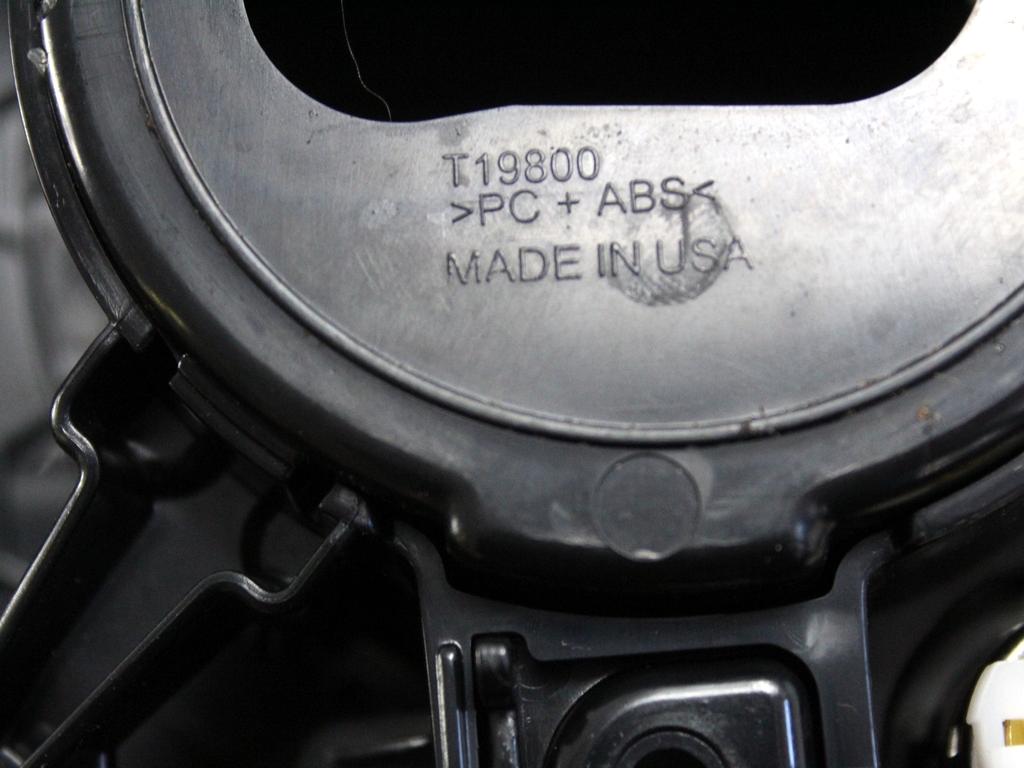 T19800
>PC + ABS<
MADE IN USA